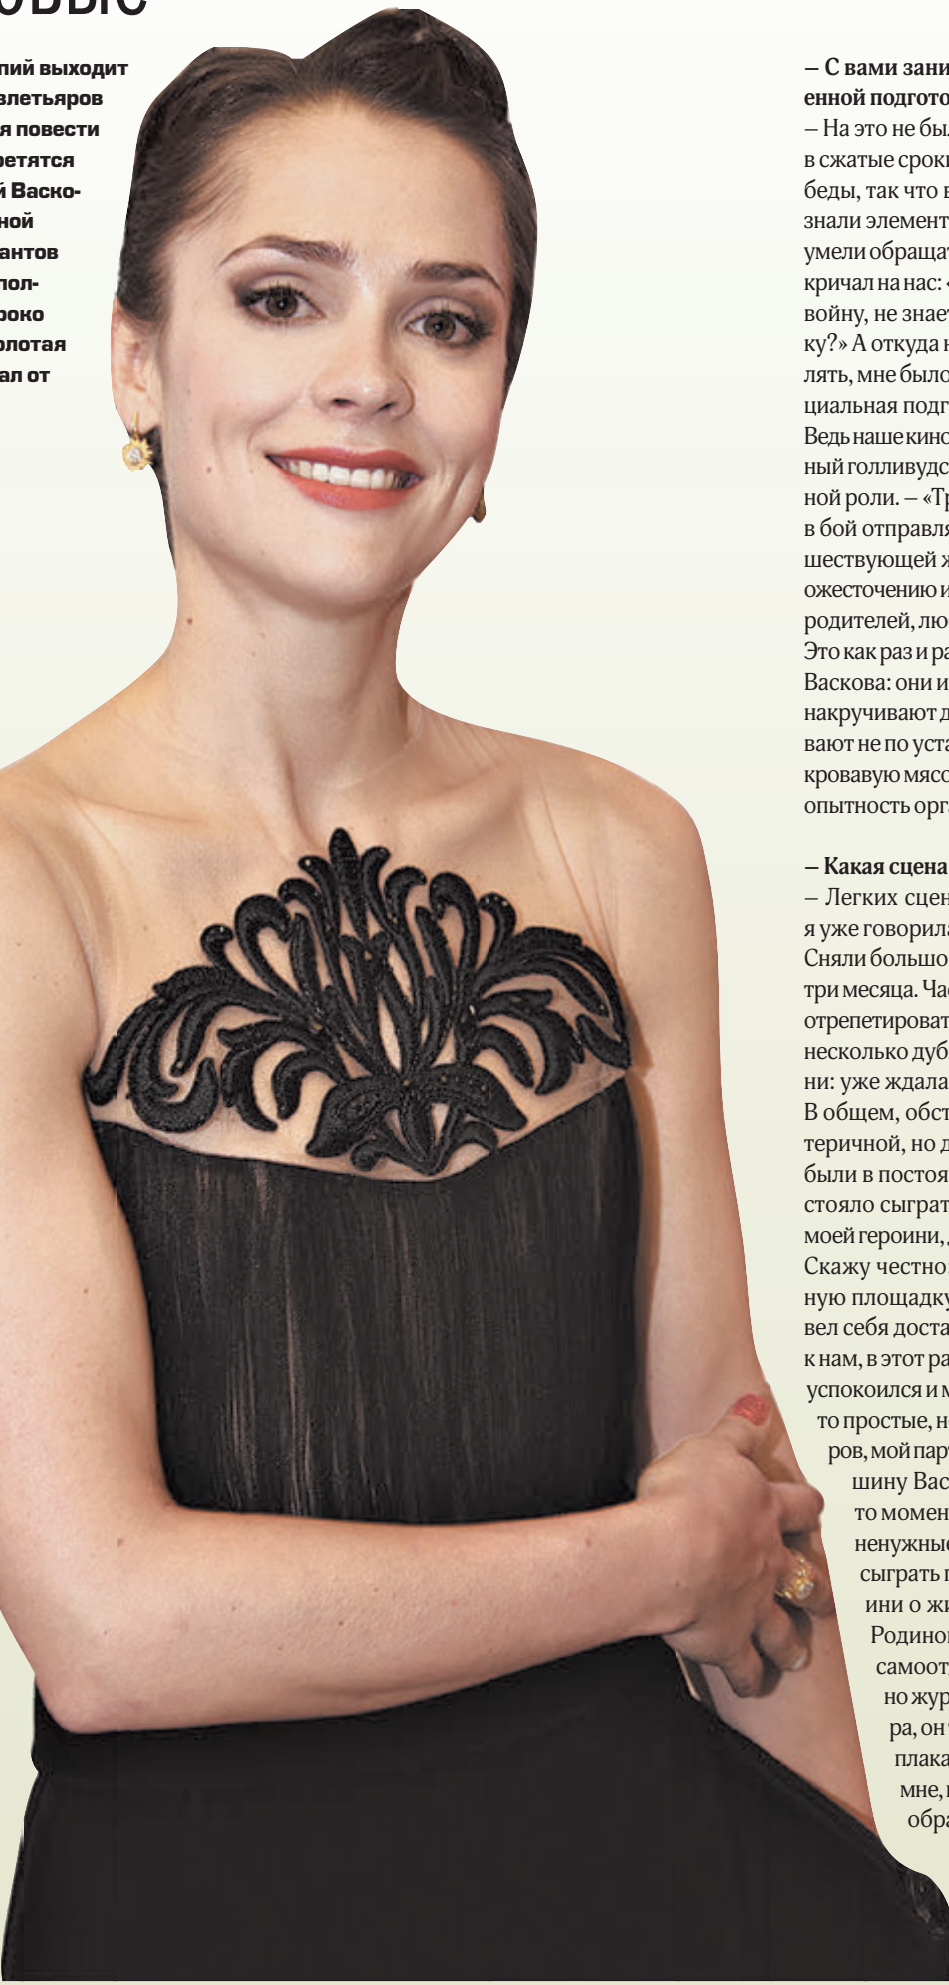 овые
пий выходит
влетьяров
я повести
ретятся
й Васко-
ной
антов
пол-
роко
олотая
ал от
– С вами зани
енной подгото
– На это не бы
в сжатые сроки
беды, так что в
знали элемент
умели обращат
кричал на нас: «
войну, не знает
ку?» А откуда н
лять, мне было
циальная подг
Ведь наше кино
ный голливудс
ной роли. – «Тр
в бой отправля
шествующей ж
ожесточению и
родителей, лю
Это как раз и ра
Васкова: они и
накручивают д
вают не по уста
кровавую мясо
опытность орга
– Какая сцена
– Легких сцен
я уже говорила
Сняли большо
три месяца. Час
отрепетироват
несколько дуб
ни: уже ждала
В общем, обст
теричной, но д
были в постоя
стояло сыграт
моей героини, д
Скажу честно:
ную площадку
вел себя доста
к нам, в этот ра
успокоился и м
то простые, н
ров, мой парт
шину Вас
то момен
ненужные
сыграть п
ини о жи
Родино
самоот
но жур
ра, он
плака
мне,
обра